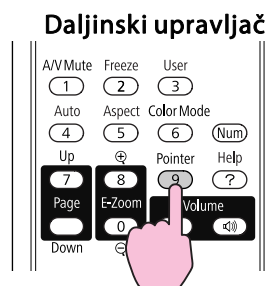 Daljinski upravljač
A/V Mute Freeze User
1 2 3
Auto Aspect Color Mode
4 5 6 Num
Up Pointer Help
7 8 9 ?
Page E-Zoom Volume
0
Down